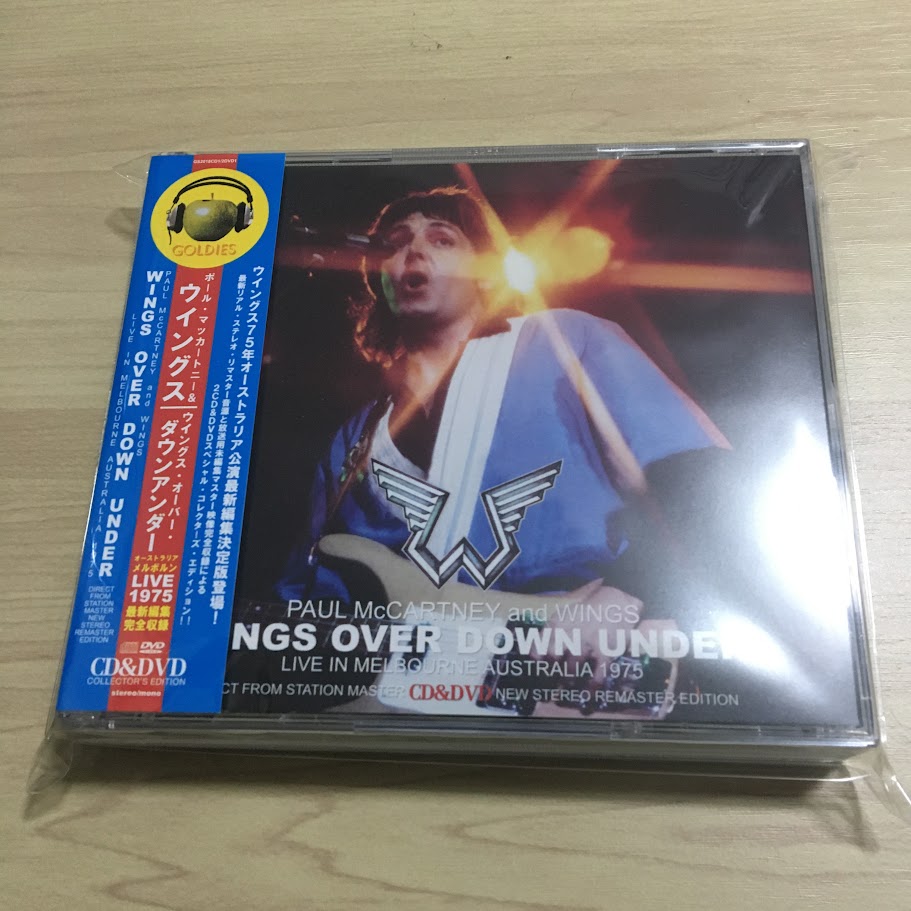 GOLDIES
ウイングス75年オーストラリア公演最新編集決定版登場!
最新リアル・ステレオ・リマスター音源と放送用未編集マスター映像完全収録による
2CD&DVDスペシャル・コレクターズ・エディション!!
ポール・マッカートニー&
ウイングス
ウイングス・オーバー・
ダウンアンダー
オーストラリア
メルボルン
LIVE
1975
最新編集
完全収録
DVD
PAUL McCARTNEY and WINGS
WINGS OVER DOWN UNDER
LIVE IN MELBOURNE AUSTRALIA 1975
DIRECT
FROM
STATION
MASTER
NEW
STEREO
REMASTER
EDITION
CD&DVD
COLLECTOR'S EDITION
stereo/mono
W
PAUL McCARTNEY and WINGS
NGS OVER DOWN UNDE
LIVE IN MELBOURNE AUSTRALIA 1975
CT FROM STATION MASTER CD&DVD NEW STEREO REMASTER EDITION